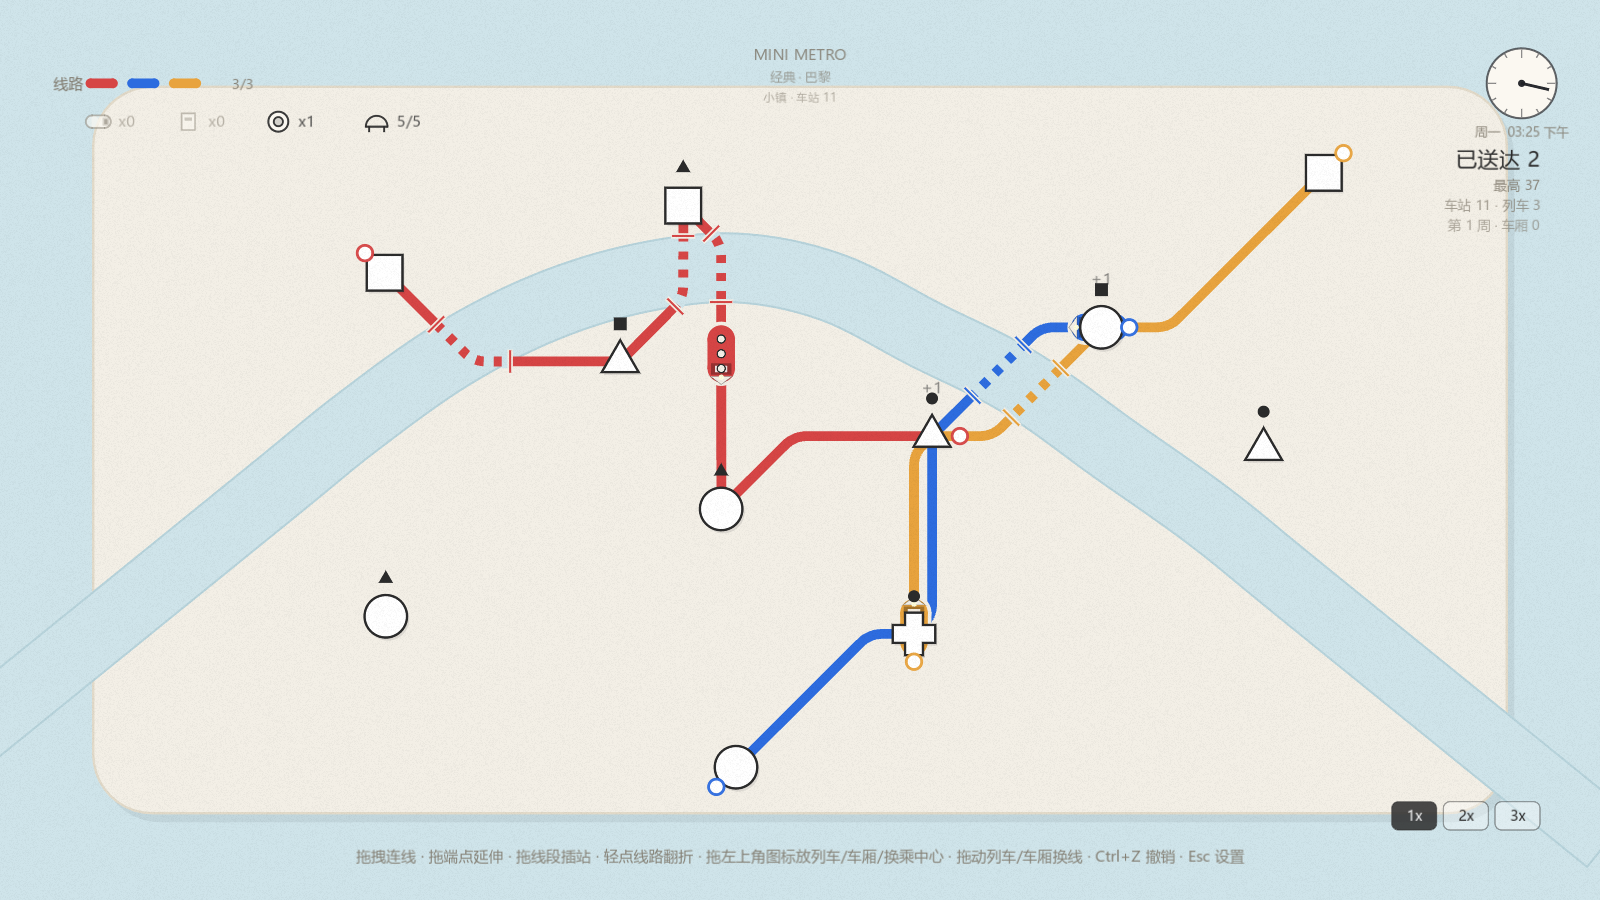 MINI METRO
经典 · 巴黎
小镇 · 车站 11
线路 3/3
x0 x0 x1 5/5
周一 03:25 下午
已送达 2
最高 37
车站 11 · 列车 3
第 1 周 · 车厢 0
+1
+1
1x 2x 3x
拖拽连线 · 拖端点延伸 · 拖线段插站 · 轻点线路翻折 · 拖左上角图标放列车/车厢/换乘中心 · 拖动列车/车厢换线 · Ctrl+Z 撤销 · Esc 设置